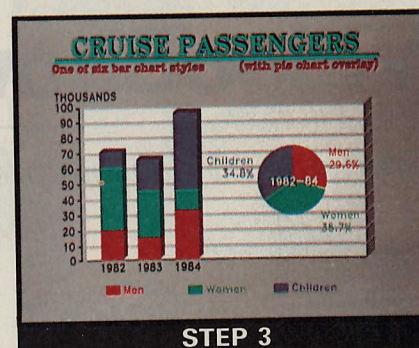 CRUISE PASSENGERS
One of six bar chart styles (with pie chart overlay)
THOUSANDS
100
90
80
70
60
50
40
30
20
10
0
1982 1983 1984
Children
34.8%
Men
29.6%
1982-84
Women
35.7%
Men Women Children
STEP 3